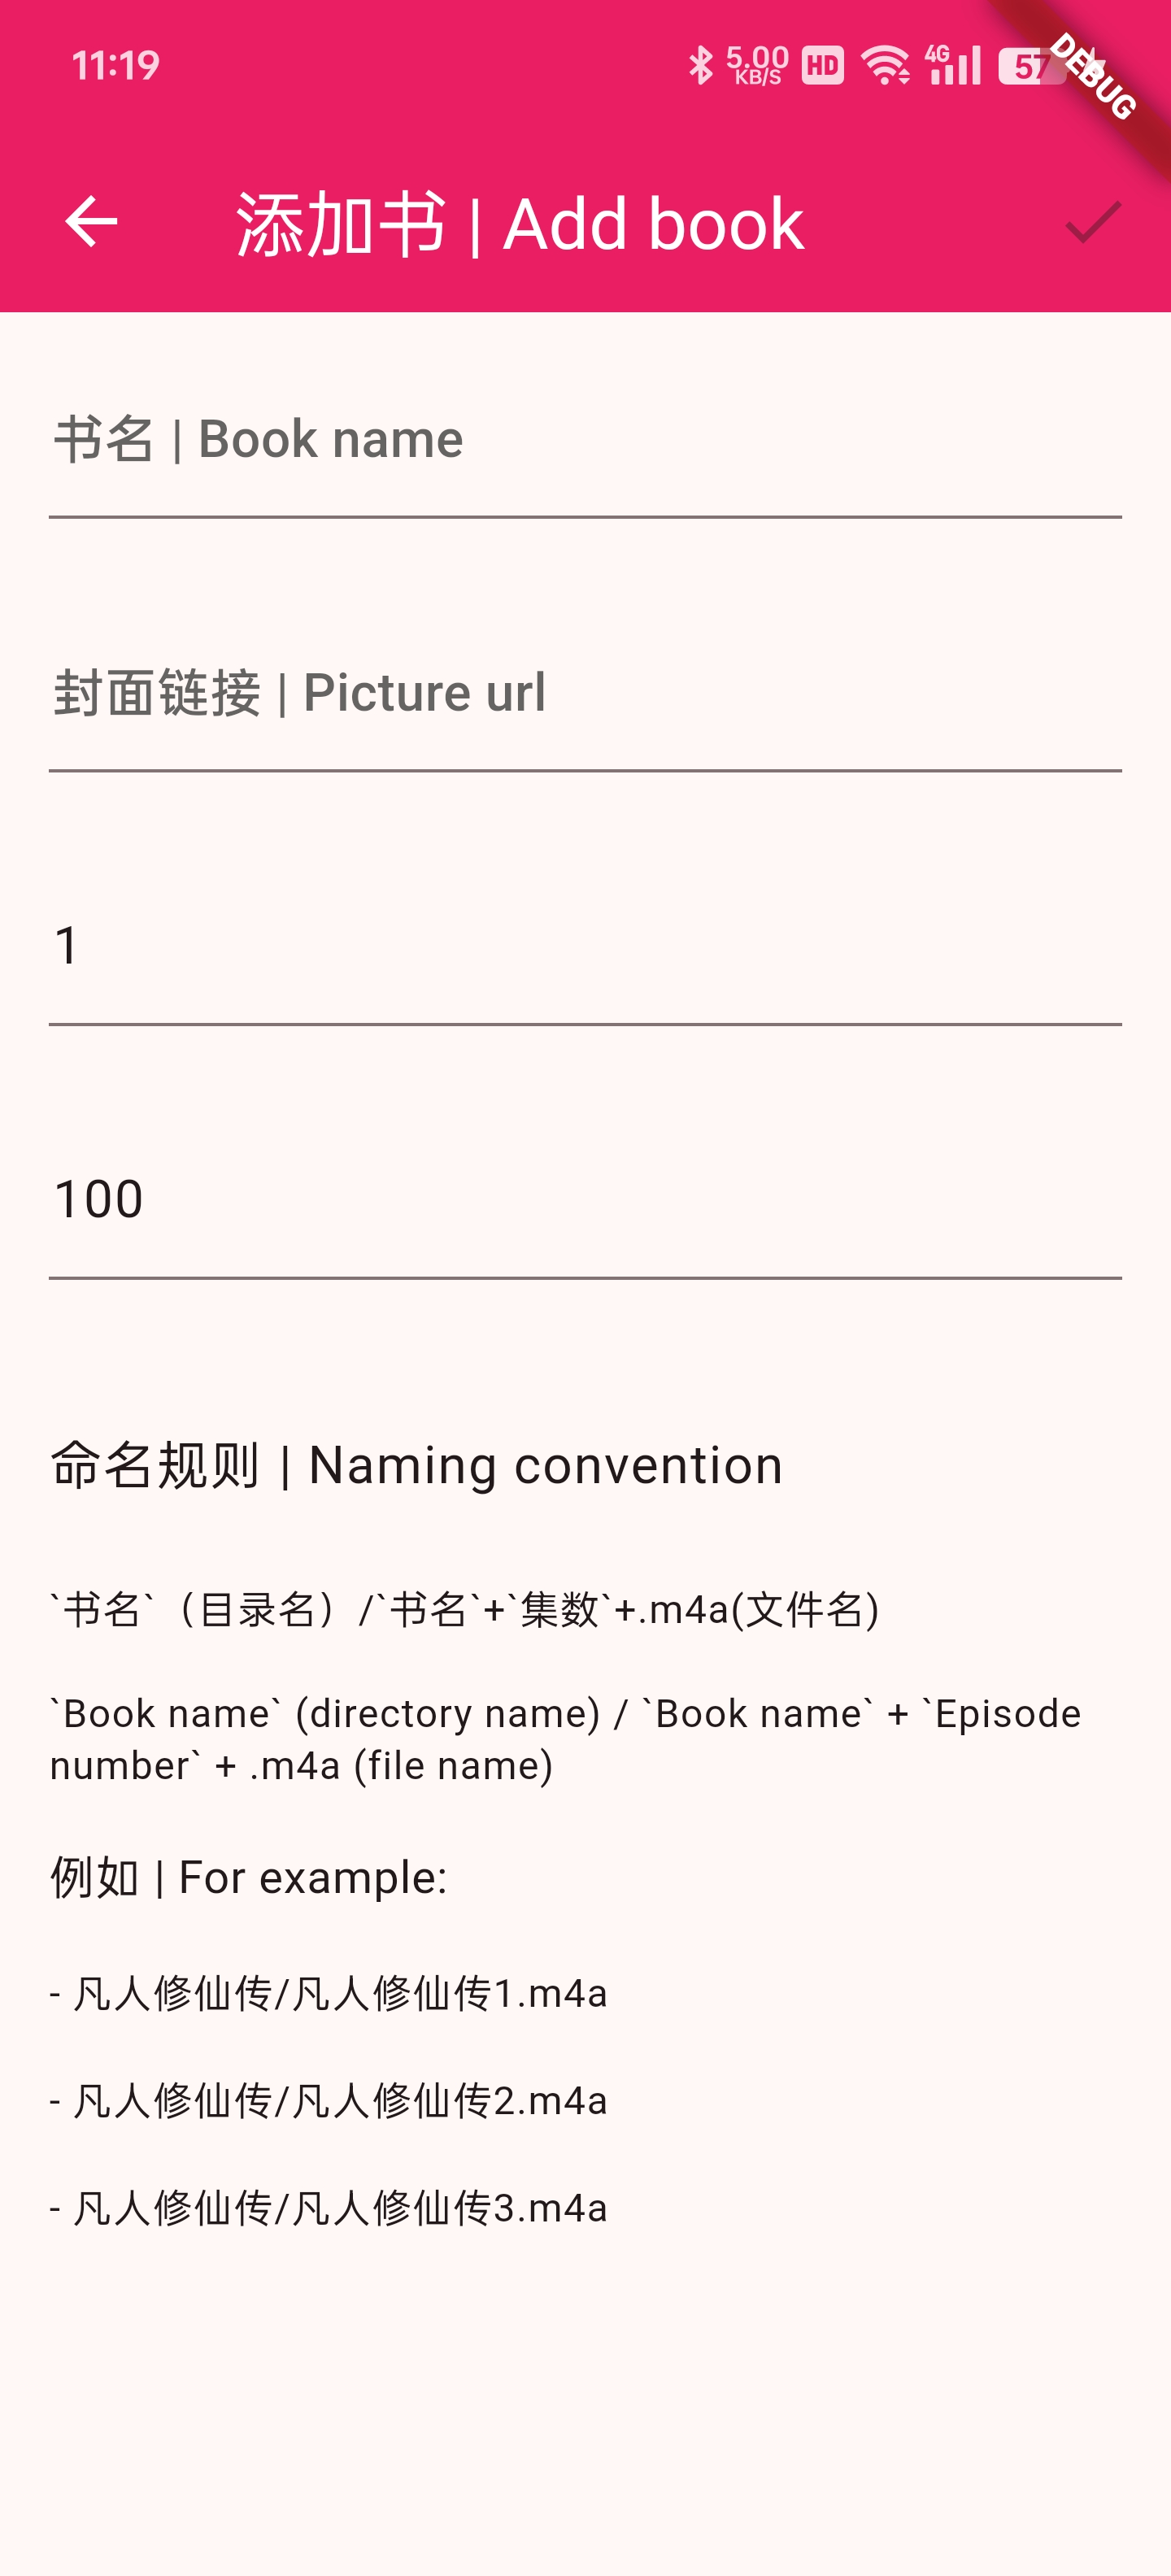 11:19
5.00
KB/S
HD
4G
57
DEBUG
添加书 | Add book
书名 | Book name
封面链接 | Picture url
1
100
命名规则 | Naming convention
`书名`（目录名）/`书名`+`集数`+.m4a(文件名)
`Book name` (directory name) / `Book name` + `Episode
number` + .m4a (file name)
例如 | For example:
- 凡人修仙传/凡人修仙传1.m4a
- 凡人修仙传/凡人修仙传2.m4a
- 凡人修仙传/凡人修仙传3.m4a